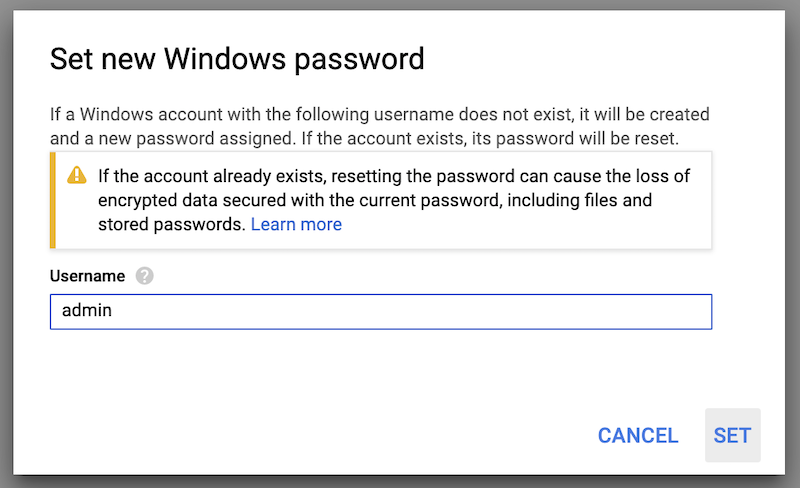 Set new Windows password
If a Windows account with the following username does not exist, it will be created
and a new password assigned. If the account exists, its password will be reset.
If the account already exists, resetting the password can cause the loss of
encrypted data secured with the current password, including files and
stored passwords. Learn more
Username ?
admin
CANCEL SET